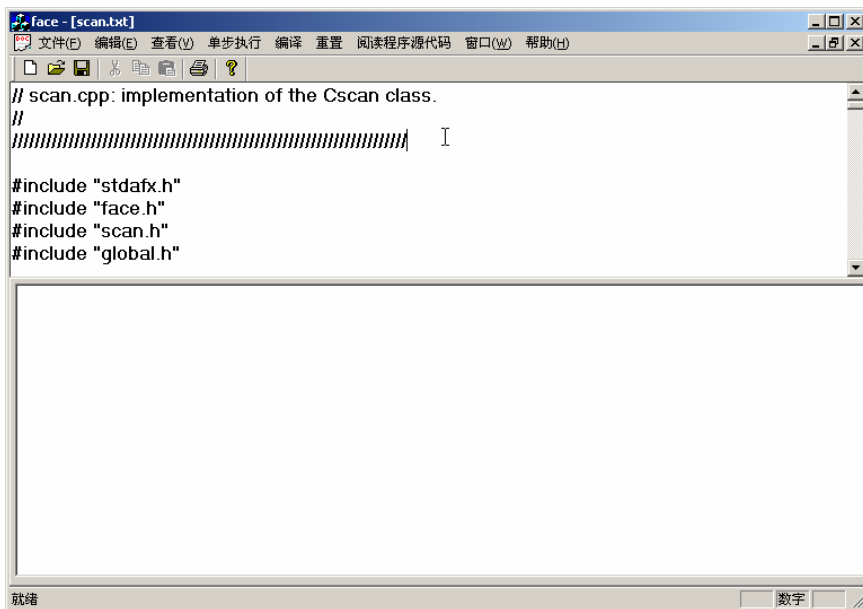 face - [scan.txt]
文件(F) 编辑(E) 查看(V) 单步执行 编译 重置 阅读程序源代码 窗口(W) 帮助(H)
// scan.cpp: implementation of the Cscan class.
//
//////////////////////////////////////////////////////////////////////
#include "stdafx.h"
#include "face.h"
#include "scan.h"
#include "global.h"
就绪 数字